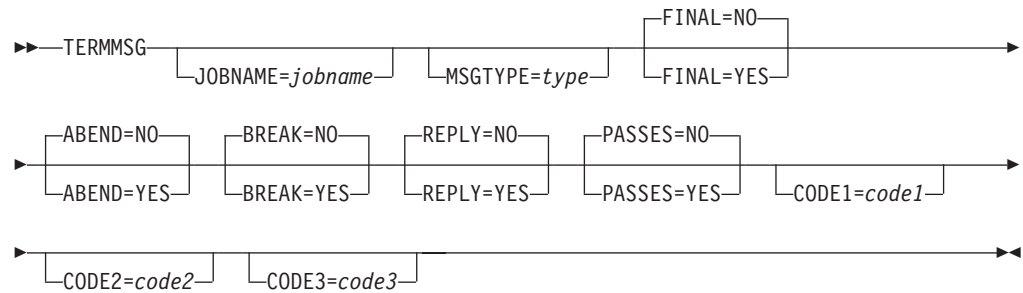 FINAL=NO
TERMMSG
JOBNAME=jobname MSGTYPE=type FINAL=YES
ABEND=NO BREAK=NO REPLY=NO PASSES=NO
ABEND=YES BREAK=YES REPLY=YES PASSES=YES CODE1=code1
CODE2=code2 CODE3=code3